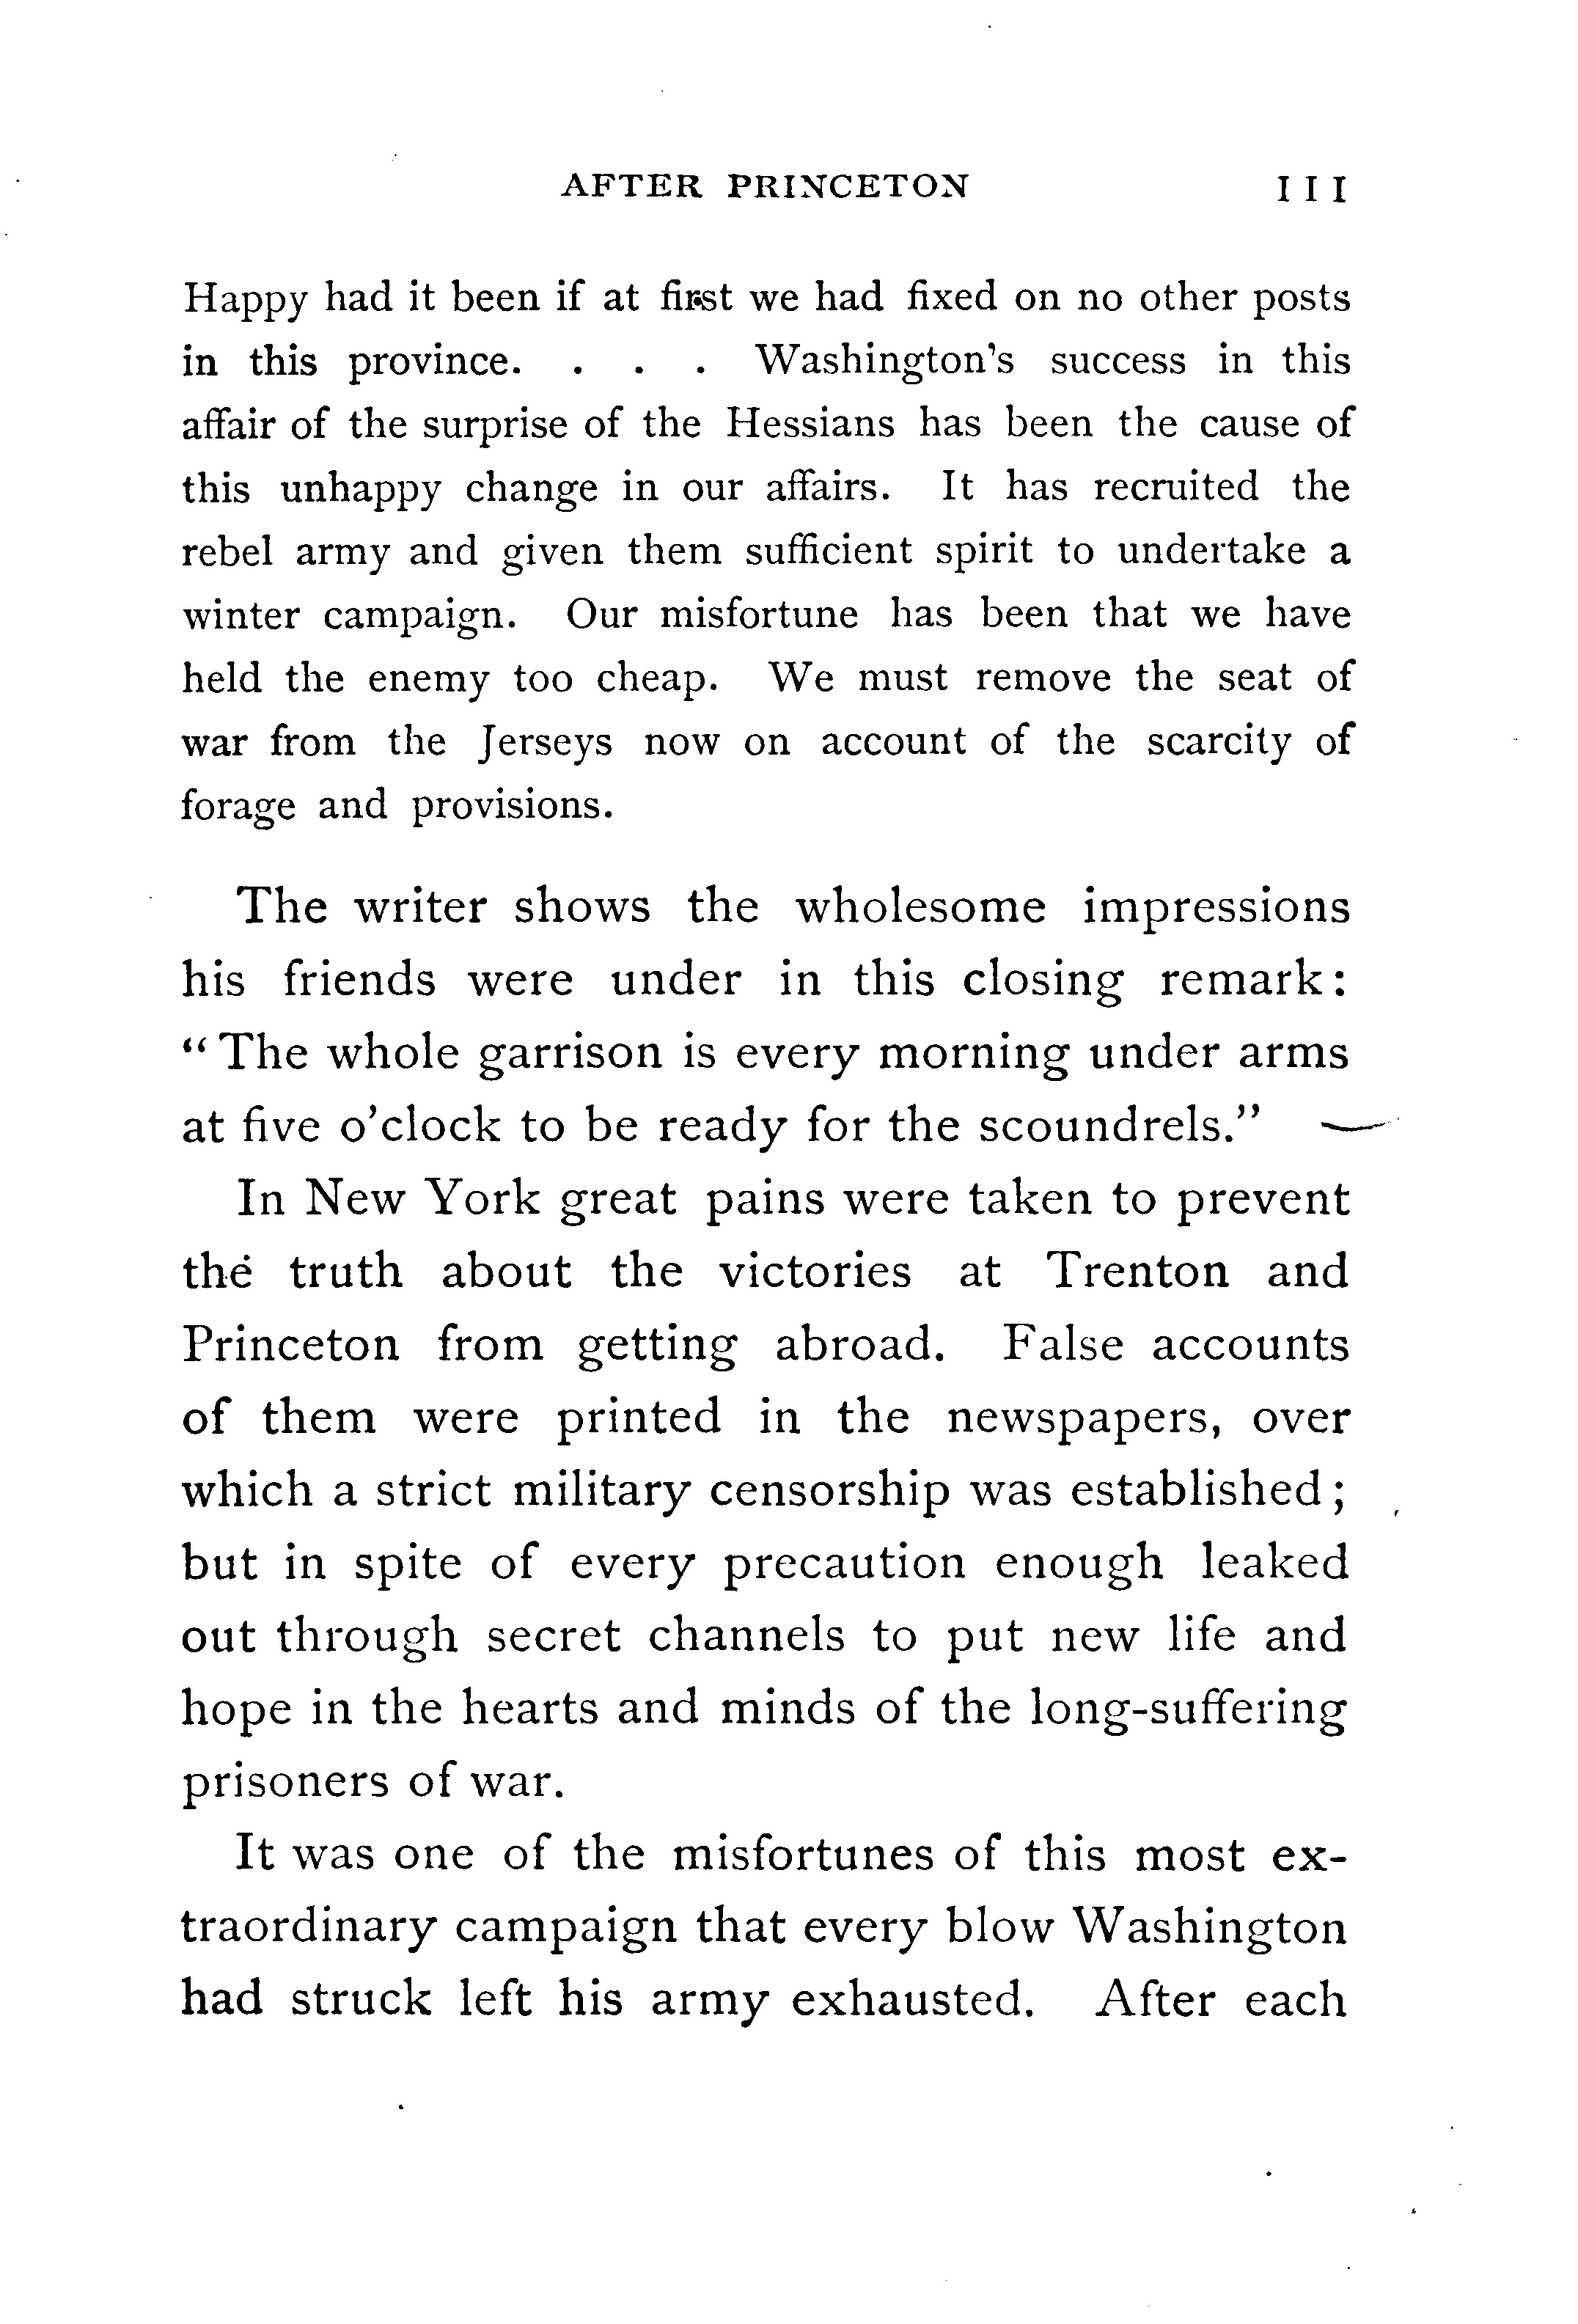 AFTER PRINCETON 111
Happy had it been if at first we had fixed on no other posts
in this province. . . . Washington's success in this
affair of the surprise of the Hessians has been the cause of
this unhappy change in our affairs. It has recruited the
rebel army and given them sufficient spirit to undertake a
winter campaign. Our misfortune has been that we have
held the enemy too cheap. We must remove the seat of
war from the Jerseys now on account of the scarcity of
forage and provisions.
The writer shows the wholesome impressions
his friends were under in this closing remark:
"The whole garrison is every morning under arms
at five o'clock to be ready for the scoundrels."
In New York great pains were taken to prevent
the truth about the victories at Trenton and
Princeton from getting abroad. False accounts
of them were printed in the newspapers, over
which a strict military censorship was established;
but in spite of every precaution enough leaked
out through secret channels to put new life and
hope in the hearts and minds of the long-suffering
prisoners of war.
It was one of the misfortunes of this most ex-
traordinary campaign that every blow Washington
had struck left his army exhausted. After each